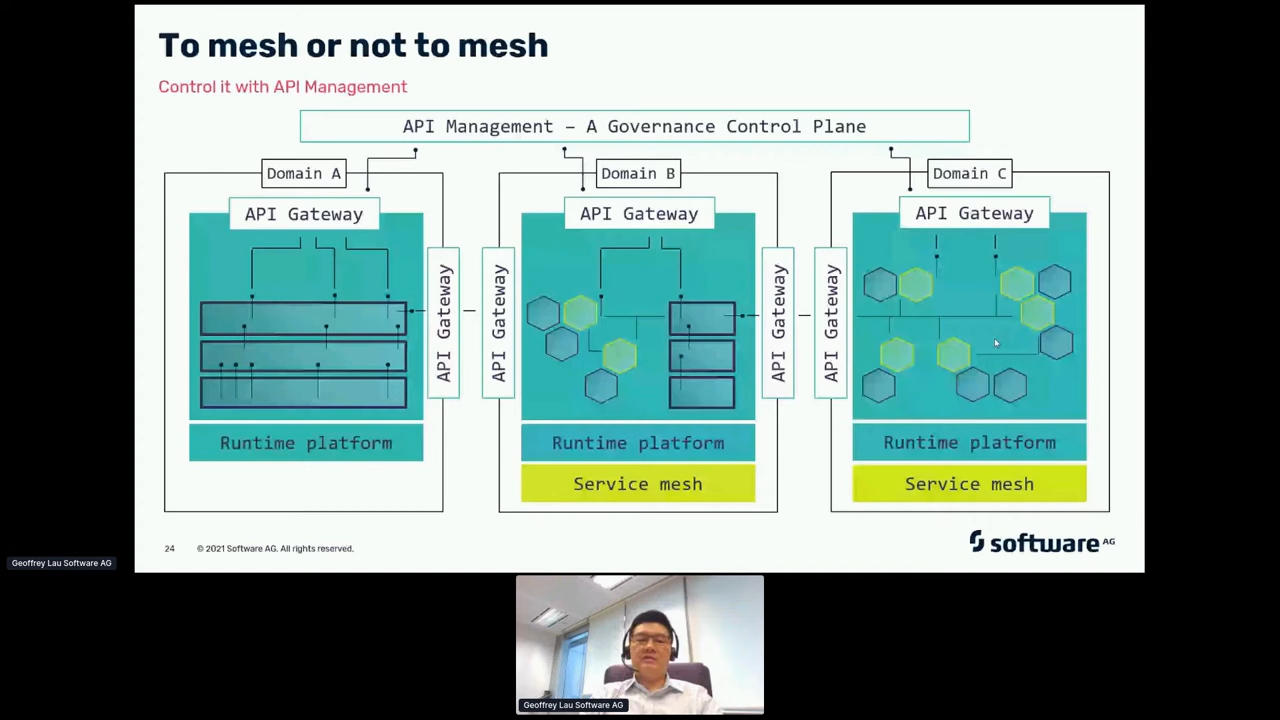 To mesh or not to mesh
Control it with API Management
API Management – A Governance Control Plane
Domain A
Domain B
Domain C
API Gateway
API Gateway
API Gateway
API Gateway
API Gateway
API Gateway
API Gateway
Runtime platform
Runtime platform
Runtime platform
Service mesh
Service mesh
24
© 2021 Software AG. All rights reserved.
software AG
Geoffrey Lau Software AG
Geoffrey Lau Software AG